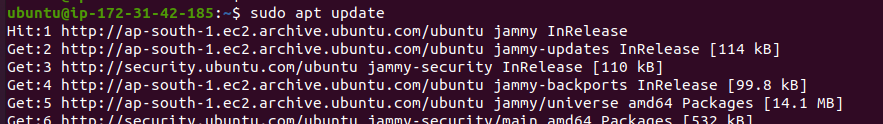 ubuntu@ip-172-31-42-185:~$ sudo apt update
Hit:1 http://ap-south-1.ec2.archive.ubuntu.com/ubuntu jammy InRelease
Get:2 http://ap-south-1.ec2.archive.ubuntu.com/ubuntu jammy-updates InRelease [114 kB]
Get:3 http://security.ubuntu.com/ubuntu jammy-security InRelease [110 kB]
Get:4 http://ap-south-1.ec2.archive.ubuntu.com/ubuntu jammy-backports InRelease [99.8 kB]
Get:5 http://ap-south-1.ec2.archive.ubuntu.com/ubuntu jammy/universe amd64 Packages [14.1 MB]
Get:6 http://security.ubuntu.com/ubuntu jammy-security/main amd64 Packages [532 kB]